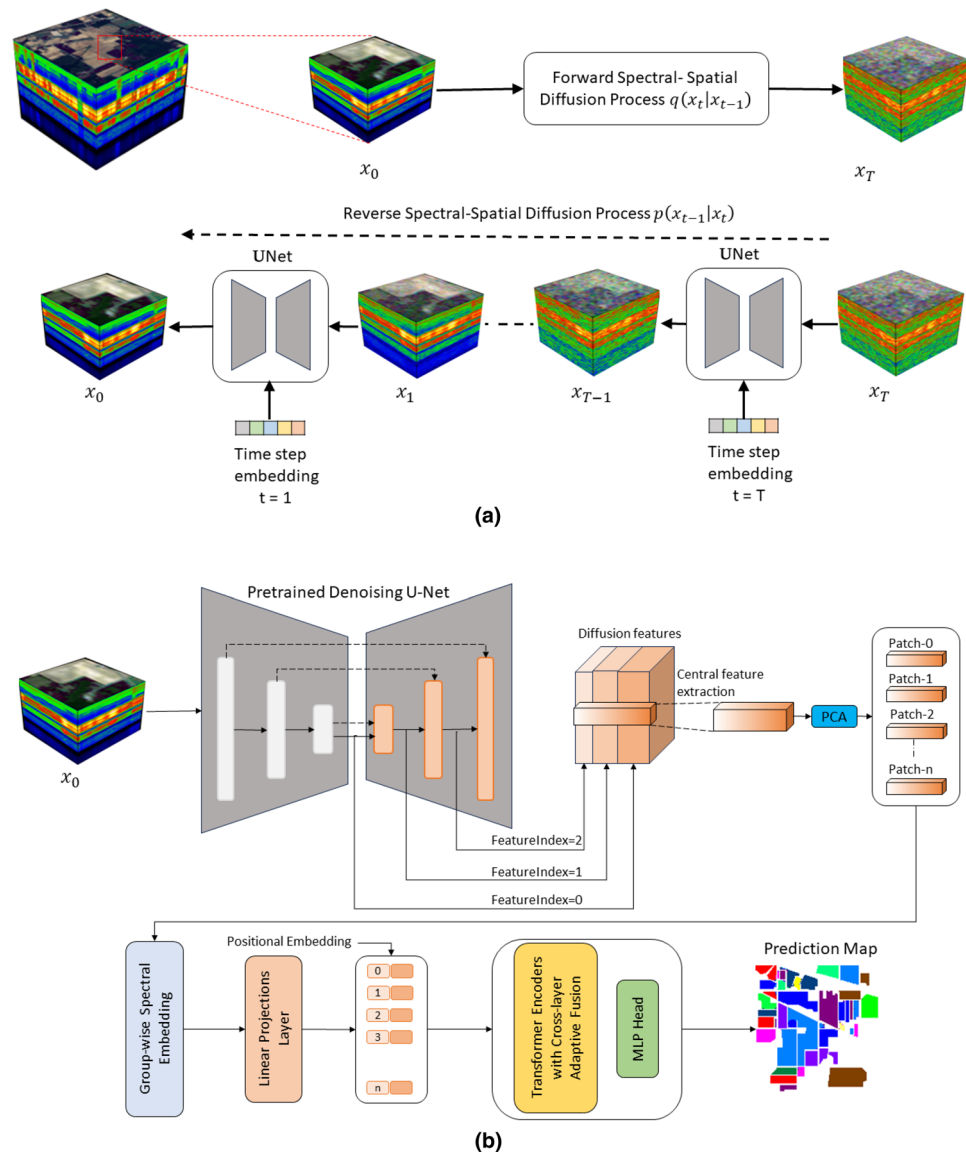 Forward Spectral- Spatial
Diffusion Process q(x_t|x_{t−1})
x_0
x_T
Reverse Spectral-Spatial Diffusion Process p(x_{t−1}|x_t)
UNet
UNet
x_0
x_1
x_{T−1}
x_T
Time step
embedding
t = 1
Time step
embedding
t = T
(a)
Pretrained Denoising U-Net
x_0
Diffusion features
Central feature
extraction
PCA
Patch-0
Patch-1
Patch-2
Patch-n
FeatureIndex=2
FeatureIndex=1
FeatureIndex=0
Group-wise Spectral
Embedding
Linear Projections
Layer
Positional Embedding
0
1
2
3
n
Transformer Encoders
with Cross-layer
Adaptive Fusion
MLP Head
Prediction Map
(b)